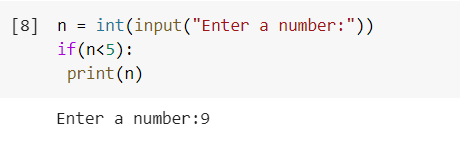 [8] n = int(input("Enter a number:"))
if(n<5):
print(n)
Enter a number:9